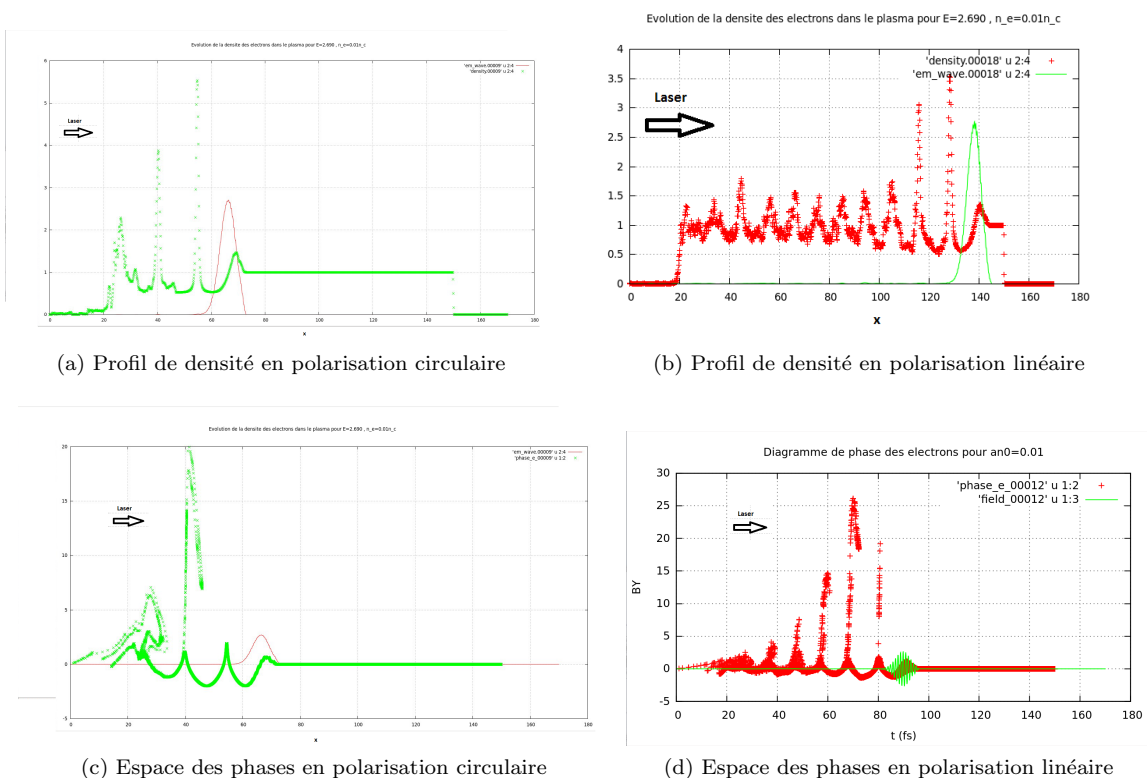 Evolution de la densite des electrons dans le plasma pour E=2.690 , n_e=0.01n_c
'em_wave.00009' u 2:4
'density.00009' u 2:4
Laser
6
5
4
3
2
1
0
0 20 40 60 80 100 120 140 160 180
x
(a) Profil de densité en polarisation circulaire
Evolution de la densite des electrons dans le plasma pour E=2.690 , n_e=0.01n_c
'density.00018' u 2:4
'em_wave.00018' u 2:4
Laser
4
3.5
3
2.5
2
1.5
1
0.5
0
0 20 40 60 80 100 120 140 160 180
x
(b) Profil de densité en polarisation linéaire
Evolution de la densite des electrons dans le plasma pour E=2.690 , n_e=0.01n_c
'em_wave.00009' u 2:4
'phase_e_00009' u 1:2
Laser
20
15
10
5
0
-5
0 20 40 60 80 100 120 140 160 180
x
(c) Espace des phases en polarisation circulaire
Diagramme de phase des electrons pour an0=0.01
'phase_e_00012' u 1:2
'field_00012' u 1:3
Laser
BY
30
25
20
15
10
5
0
-5
0 20 40 60 80 100 120 140 160 180
t (fs)
(d) Espace des phases en polarisation linéaire